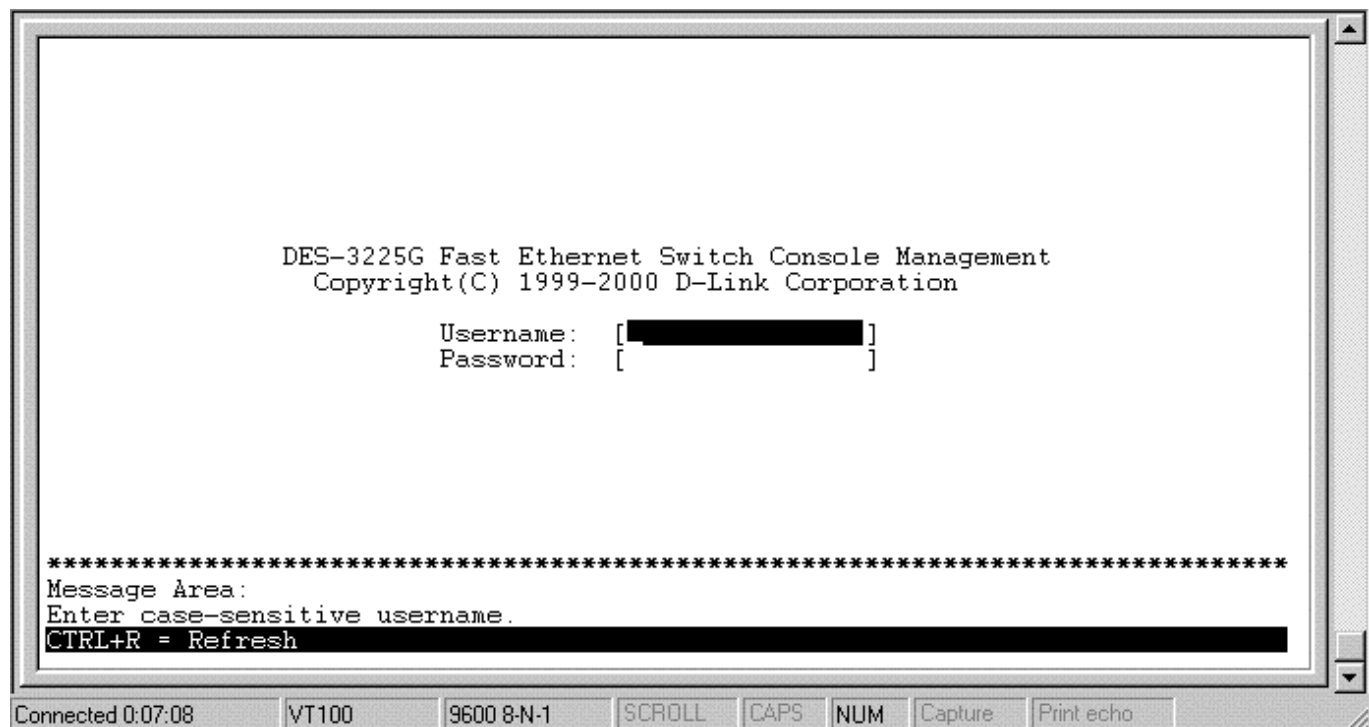 DES-3225G Fast Ethernet Switch Console Management
Copyright(C) 1999-2000 D-Link Corporation
Username: [ ]
Password: [ ]
*******************************************************************************
Message Area:
Enter case-sensitive username.
CTRL+R = Refresh
Connected 0:07:08 VT100 9600 8-N-1 SCROLL CAPS NUM Capture Print echo